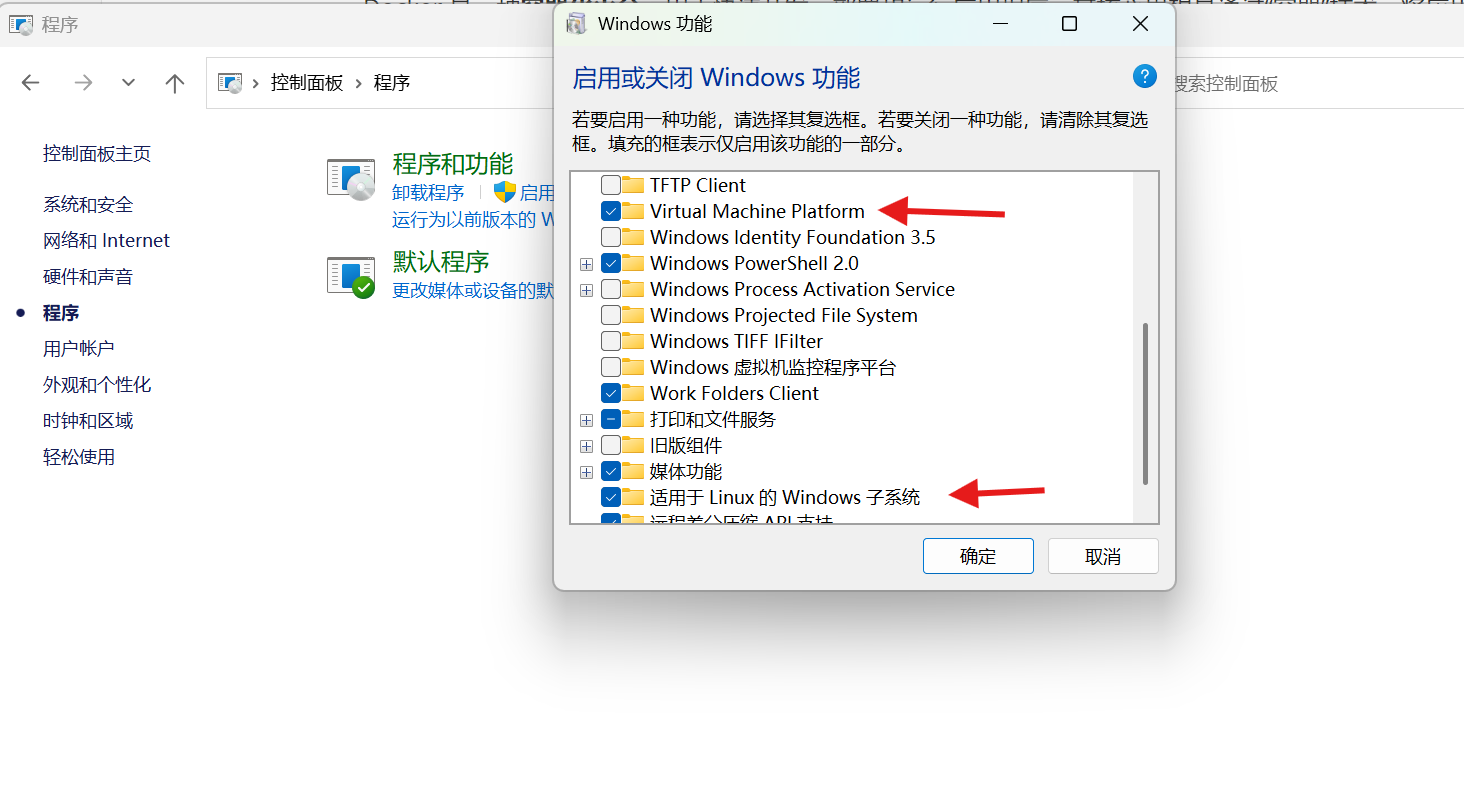 程序
Windows 功能
控制面板 › 程序
搜索控制面板
控制面板主页
系统和安全
网络和 Internet
硬件和声音
程序
用户帐户
外观和个性化
时钟和区域
轻松使用
程序和功能
卸载程序
启用
运行为以前版本的 W
默认程序
更改媒体或设备的默
启用或关闭 Windows 功能
若要启用一种功能，请选择其复选框。若要关闭一种功能，请清除其复选
框。填充的框表示仅启用该功能的一部分。
TFTP Client
Virtual Machine Platform
Windows Identity Foundation 3.5
Windows PowerShell 2.0
Windows Process Activation Service
Windows Projected File System
Windows TIFF IFilter
Windows 虚拟机监控程序平台
Work Folders Client
打印和文件服务
旧版组件
媒体功能
适用于 Linux 的 Windows 子系统
远程差分压缩 API 支持
确定
取消